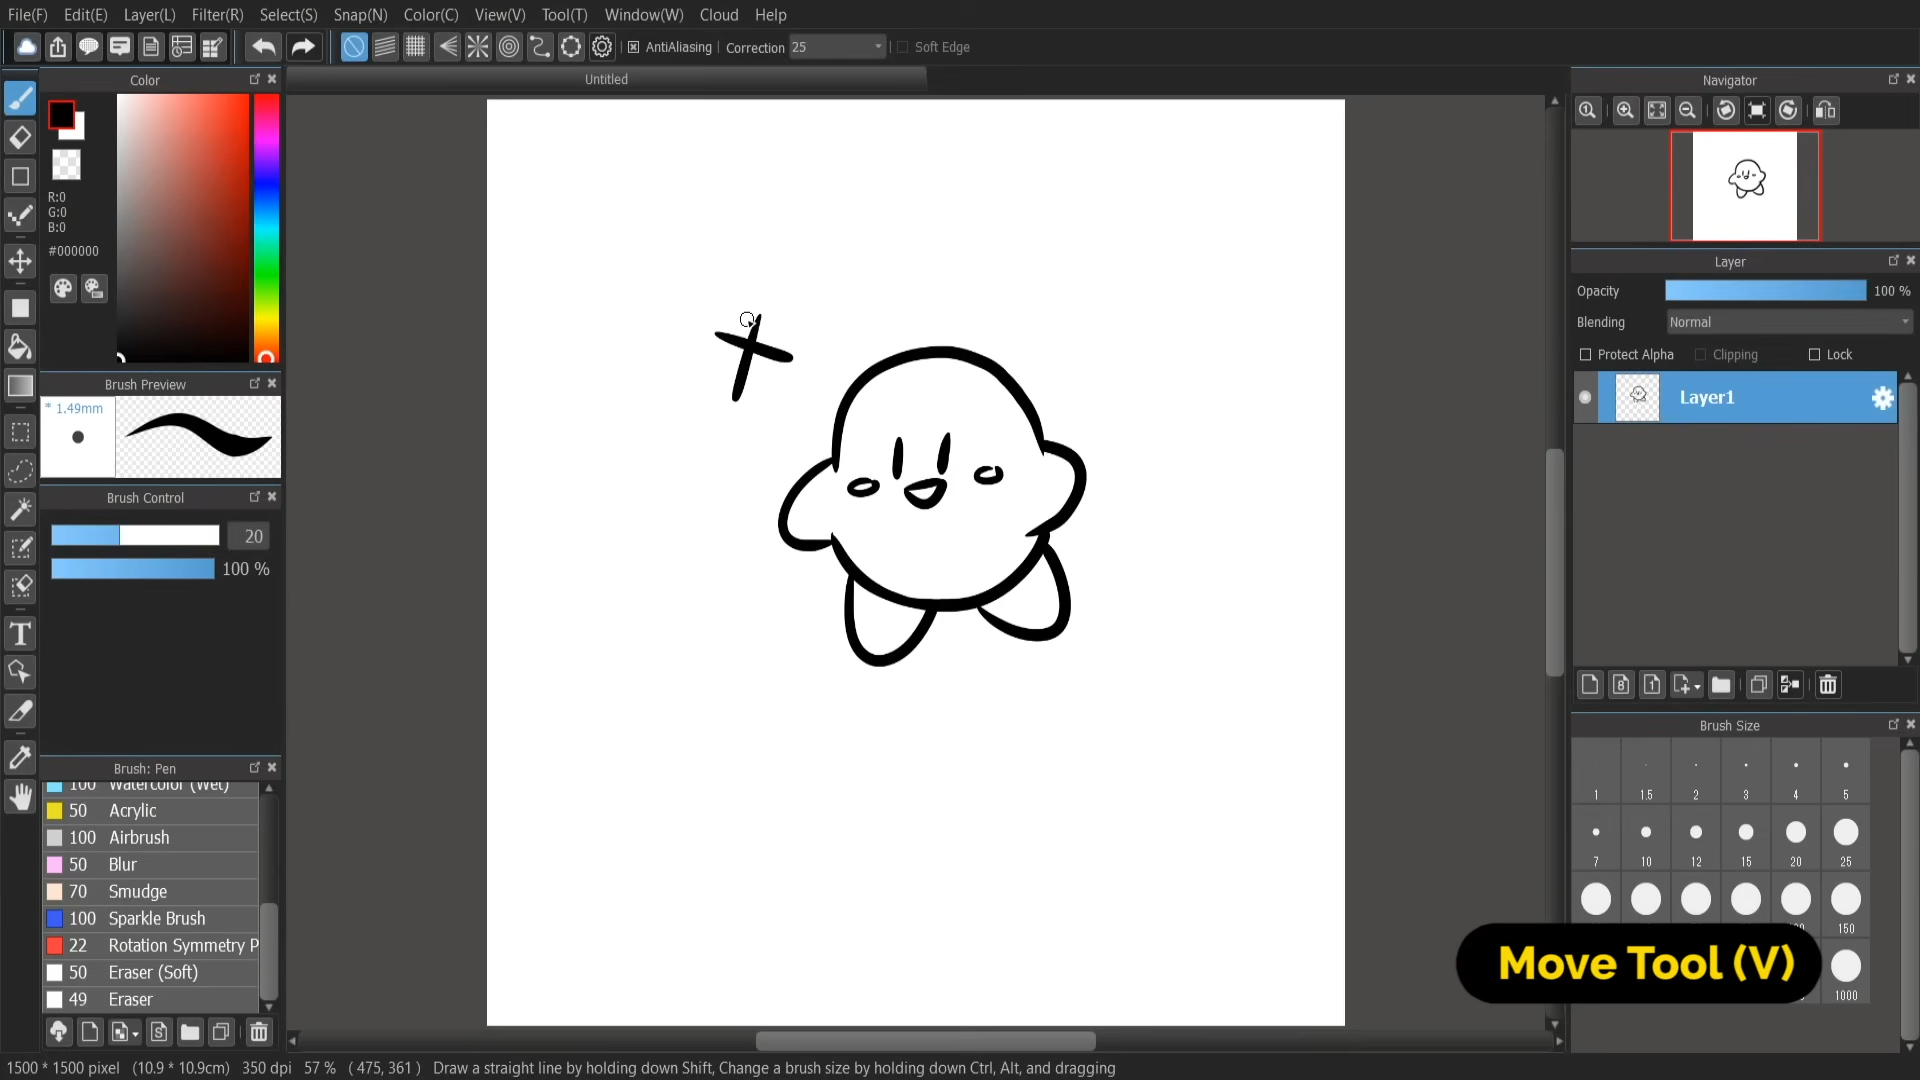 File(F) Edit(E) Layer(L) Filter(R) Select(S) Snap(N) Color(C) View(V) Tool(T) Window(W) Cloud Help
AntiAliasing Correction 25 Soft Edge
Color
R:0
G:0
B:0
#000000
Brush Preview
* 1.49mm
Brush Control
20
100 %
Brush: Pen
100 Watercolor (Wet)
50 Acrylic
100 Airbrush
50 Blur
70 Smudge
100 Sparkle Brush
22 Rotation Symmetry P
50 Eraser (Soft)
49 Eraser
Untitled
Navigator
Layer
Opacity 100 %
Blending Normal
Protect Alpha Clipping Lock
Layer1
Brush Size
1 1.5 2 3 4 5
7 10 12 15 20 25
150
1000
Move Tool (V)
1500 * 1500 pixel (10.9 * 10.9cm) 350 dpi 57 % ( 475, 361 ) Draw a straight line by holding down Shift, Change a brush size by holding down Ctrl, Alt, and dragging